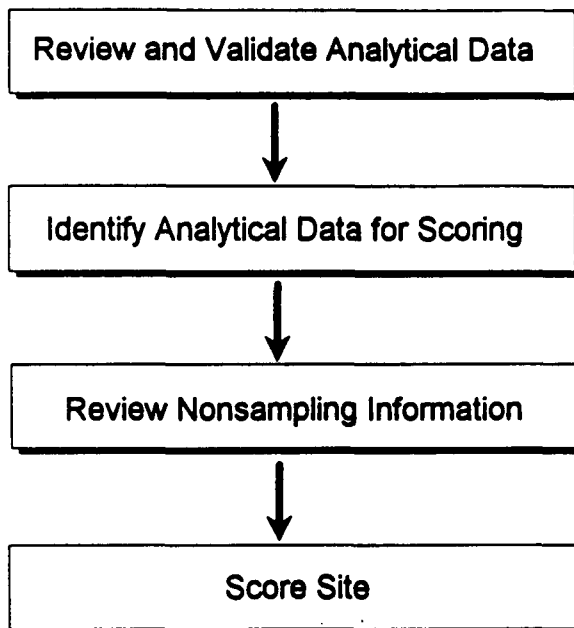 Review and Validate Analytical Data
Identify Analytical Data for Scoring
Review Nonsampling Information
Score Site